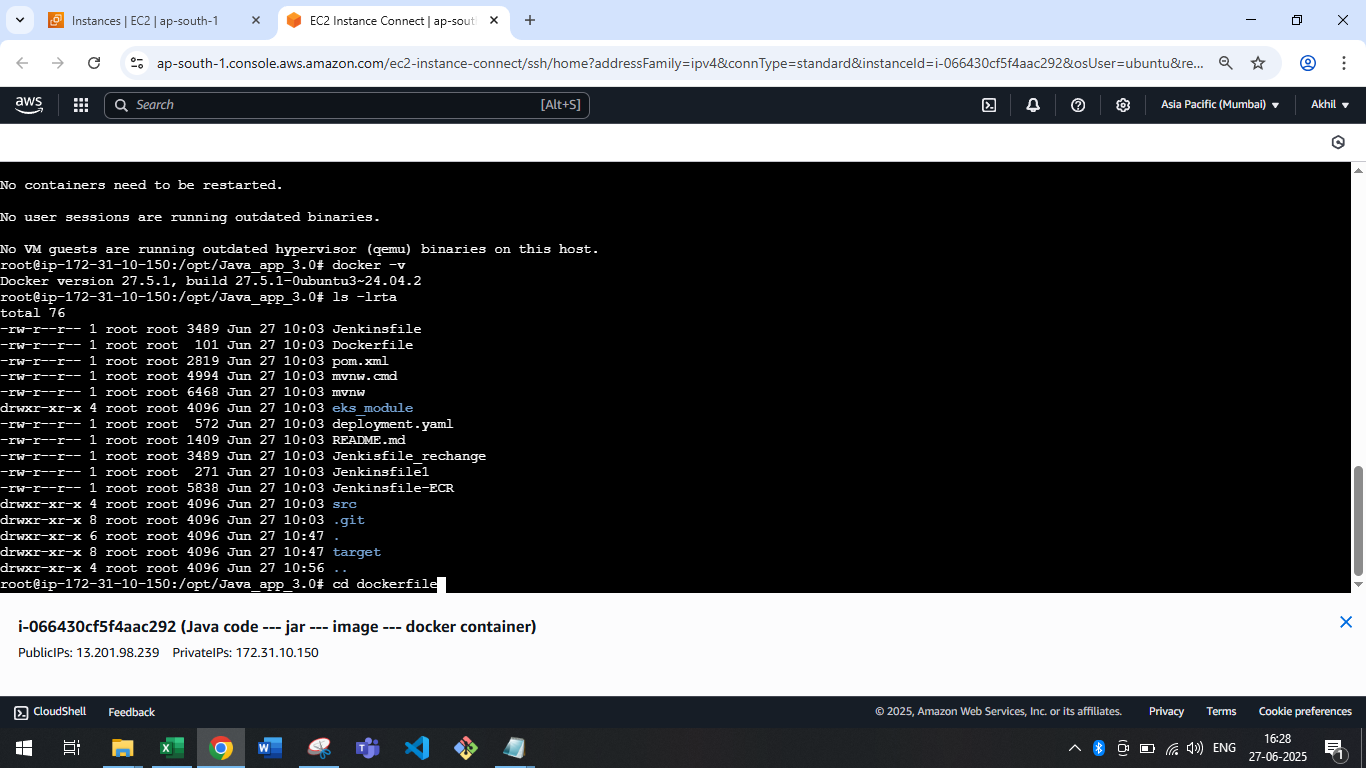 Instances | EC2 | ap-south-1
EC2 Instance Connect | ap-sout
ap-south-1.console.aws.amazon.com/ec2-instance-connect/ssh/home?addressFamily=ipv4&connType=standard&instanceId=i-066430cf5f4aac292&osUser=ubuntu&re...
aws
Search
[Alt+S]
Asia Pacific (Mumbai)
Akhil
No containers need to be restarted.
No user sessions are running outdated binaries.
No VM guests are running outdated hypervisor (qemu) binaries on this host.
root@ip-172-31-10-150:/opt/Java_app_3.0# docker -v
Docker version 27.5.1, build 27.5.1-0ubuntu3~24.04.2
root@ip-172-31-10-150:/opt/Java_app_3.0# ls -lrta
total 76
-rw-r--r-- 1 root root 3489 Jun 27 10:03 Jenkinsfile
-rw-r--r-- 1 root root  101 Jun 27 10:03 Dockerfile
-rw-r--r-- 1 root root 2819 Jun 27 10:03 pom.xml
-rw-r--r-- 1 root root 4994 Jun 27 10:03 mvnw.cmd
-rw-r--r-- 1 root root 6468 Jun 27 10:03 mvnw
drwxr-xr-x 4 root root 4096 Jun 27 10:03 eks_module
-rw-r--r-- 1 root root  572 Jun 27 10:03 deployment.yaml
-rw-r--r-- 1 root root 1409 Jun 27 10:03 README.md
-rw-r--r-- 1 root root 3489 Jun 27 10:03 Jenkisfile_rechange
-rw-r--r-- 1 root root  271 Jun 27 10:03 Jenkinsfile1
-rw-r--r-- 1 root root 5838 Jun 27 10:03 Jenkinsfile-ECR
drwxr-xr-x 4 root root 4096 Jun 27 10:03 src
drwxr-xr-x 8 root root 4096 Jun 27 10:03 .git
drwxr-xr-x 6 root root 4096 Jun 27 10:47 .
drwxr-xr-x 8 root root 4096 Jun 27 10:47 target
drwxr-xr-x 4 root root 4096 Jun 27 10:56 ..
root@ip-172-31-10-150:/opt/Java_app_3.0# cd dockerfile
i-066430cf5f4aac292 (Java code --- jar --- image --- docker container)
PublicIPs: 13.201.98.239 PrivateIPs: 172.31.10.150
CloudShell
Feedback
© 2025, Amazon Web Services, Inc. or its affiliates.
Privacy
Terms
Cookie preferences
ENG
16:28
27-06-2025
1